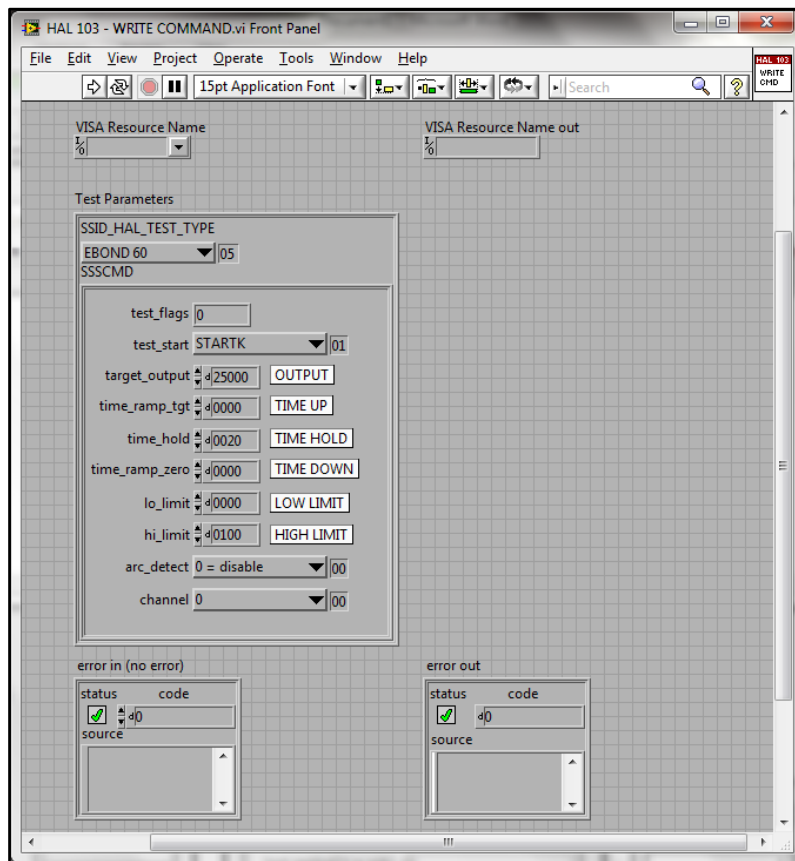 HAL 103 - WRITE COMMAND.vi Front Panel
File Edit View Project Operate Tools Window Help
15pt Application Font
Search
?
HAL 103
WRITE
CMD
VISA Resource Name
I/O
VISA Resource Name out
I/O
Test Parameters
SSID_HAL_TEST_TYPE
EBOND 60 05
SSSCMD
test_flags 0
test_start STARTK 01
target_output d 25000 OUTPUT
time_ramp_tgt d 0000 TIME UP
time_hold d 0020 TIME HOLD
time_ramp_zero d 0000 TIME DOWN
lo_limit d 0000 LOW LIMIT
hi_limit d 0100 HIGH LIMIT
arc_detect 0 = disable 00
channel 0 00
error in (no error)
status code
d 0
source
error out
status code
d 0
source